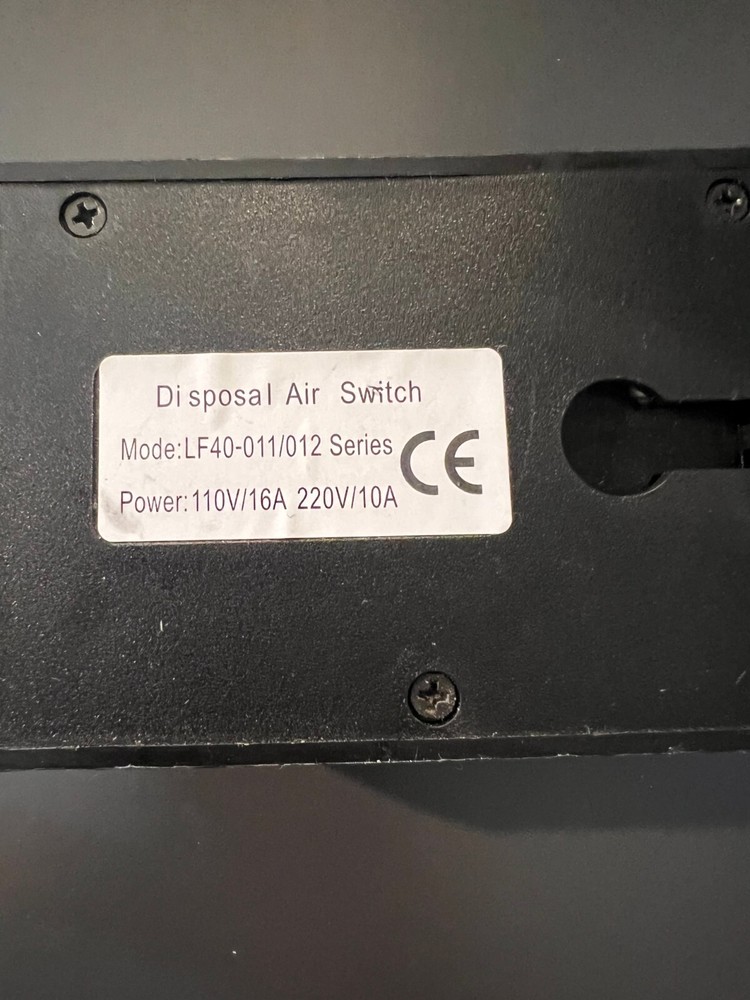 Disposal Air Switch
Mode:LF40-011/012 Series
Power:110V/16A 220V/10A
CE